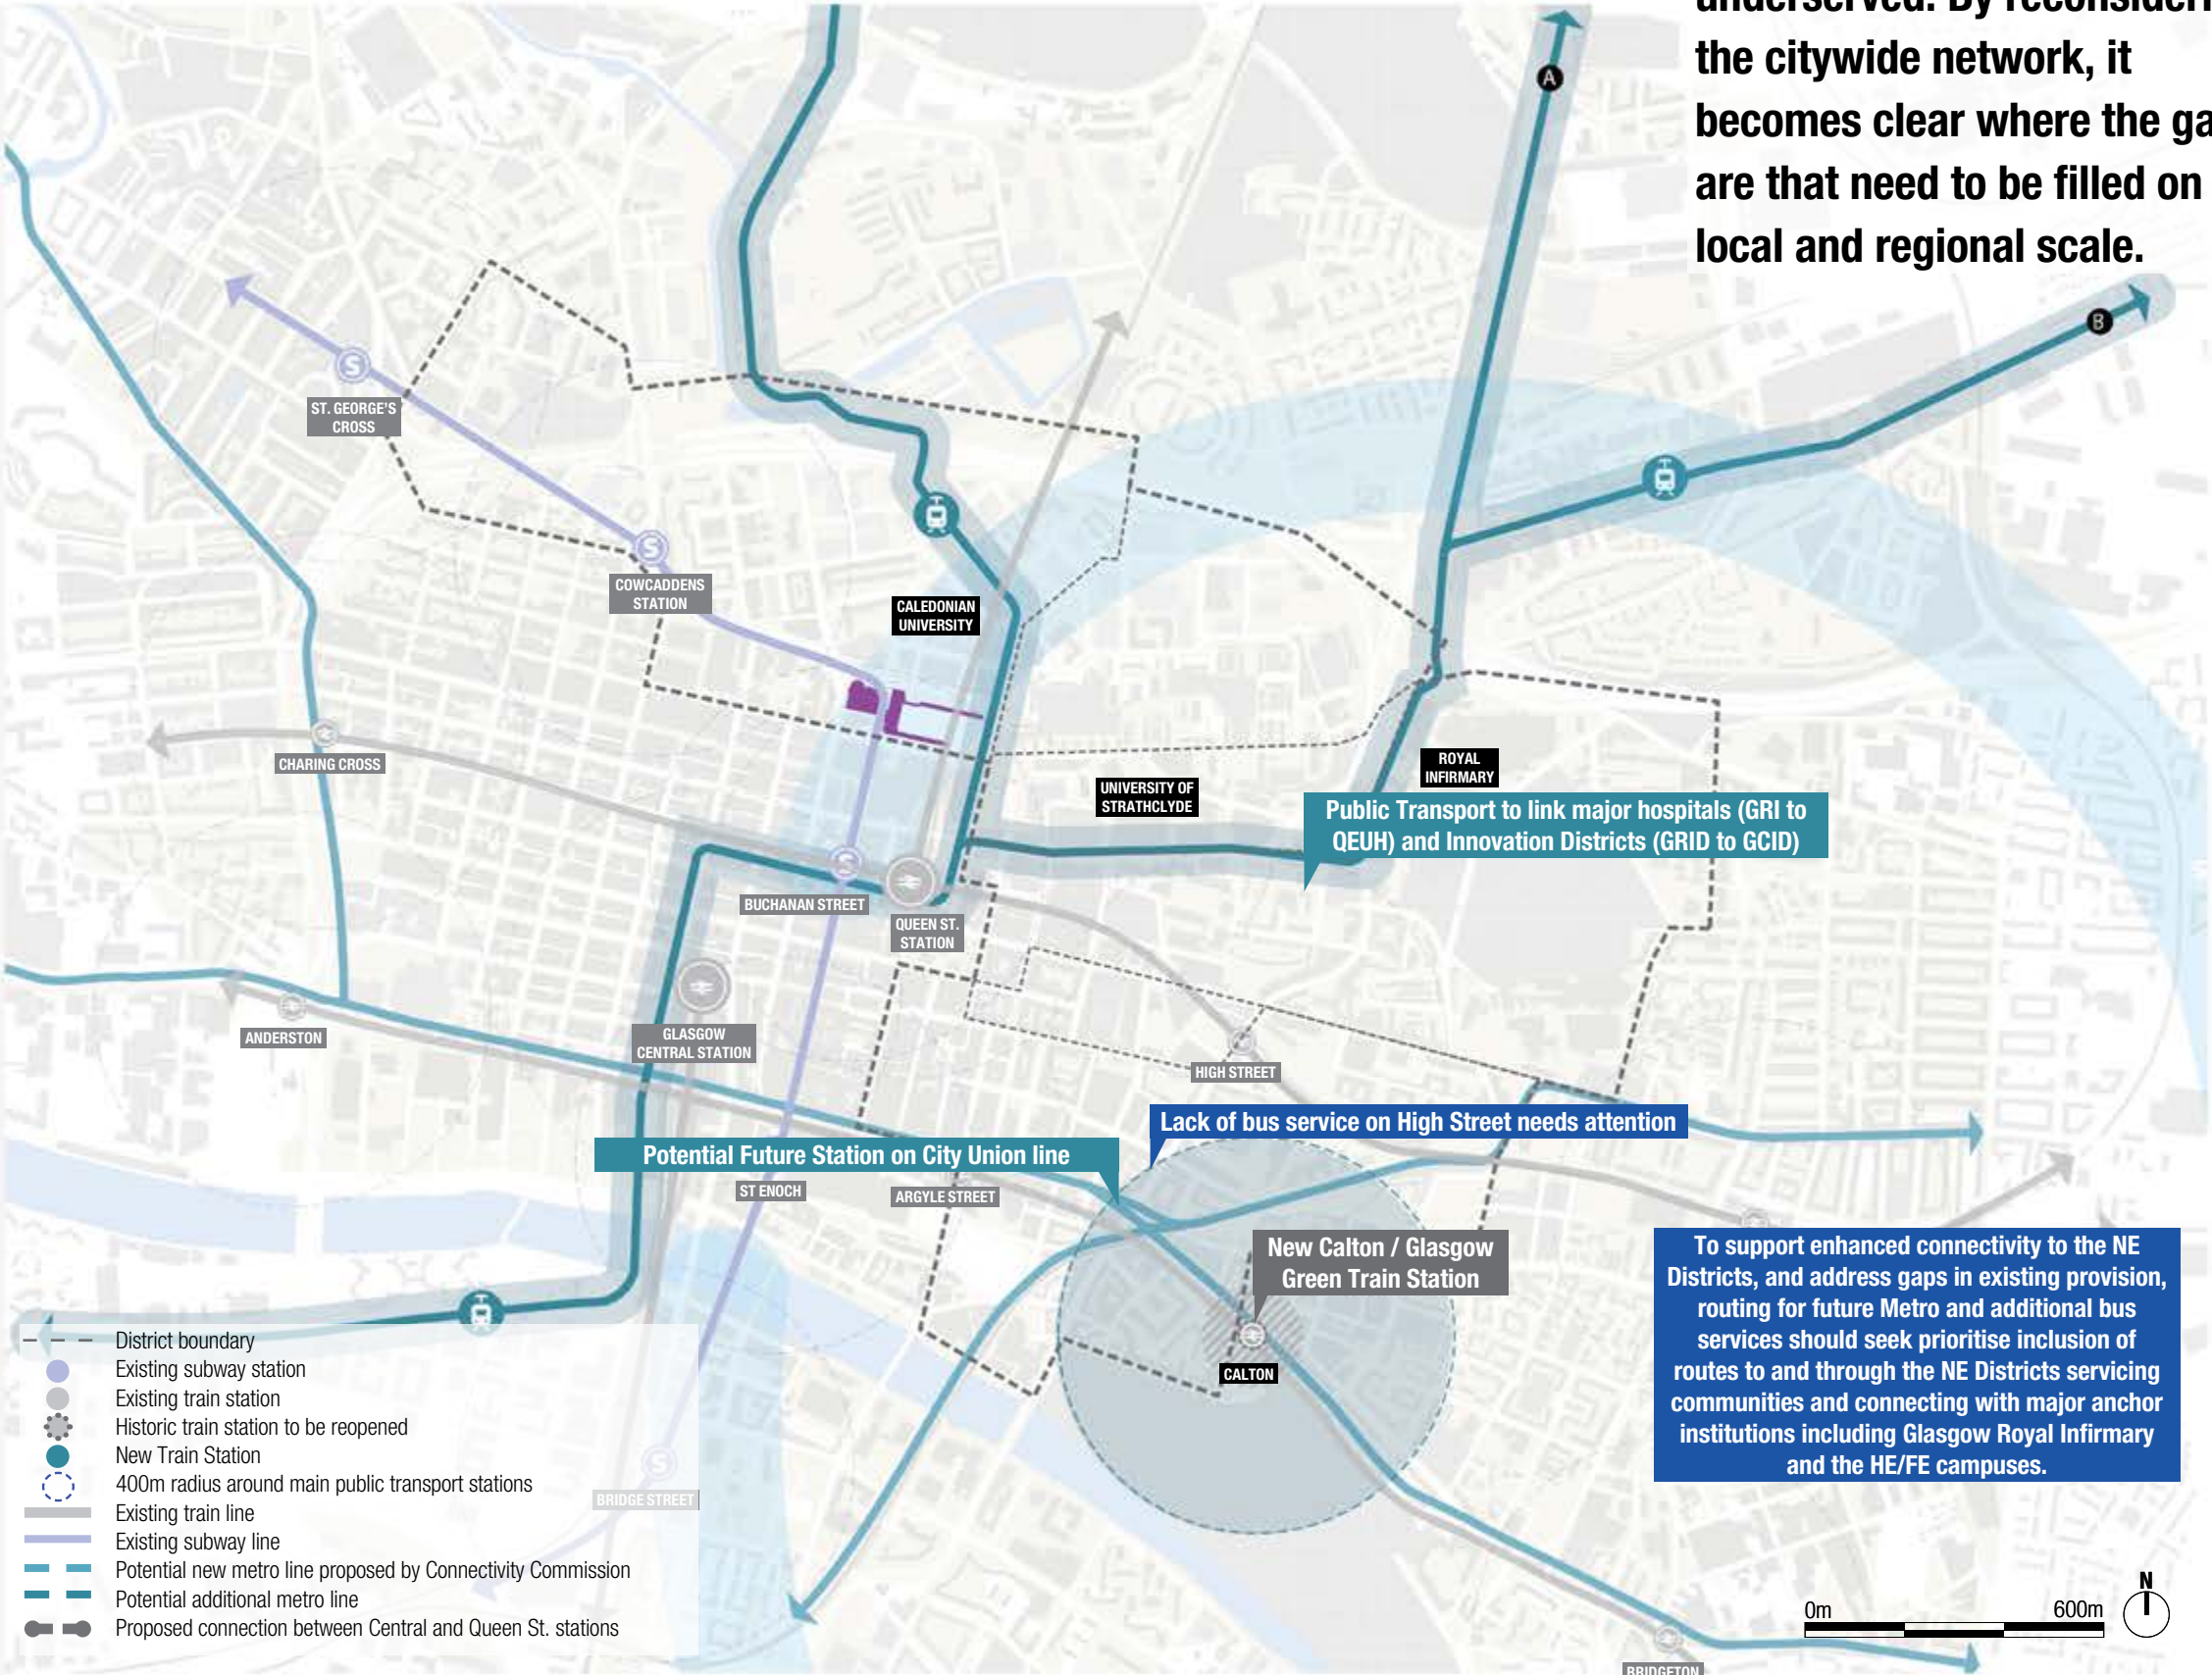 the citywide network, it
becomes clear where the
are that need to be filled on
local and regional scale.
A
B
S
ST. GEORGE'S
CROSS
S
COWCADDENS
STATION
CALEDONIAN
UNIVERSITY
CHARING CROSS
UNIVERSITY OF
STRATHCLYDE
ROYAL
INFIRMARY
Public Transport to link major hospitals (GRI to
QEUH) and Innovation Districts (GRID to GCID)
S
BUCHANAN STREET
QUEEN ST.
STATION
ANDERSTON
GLASGOW
CENTRAL STATION
HIGH STREET
Lack of bus service on High Street needs attention
Potential Future Station on City Union line
ST ENOCH
ARGYLE STREET
New Calton / Glasgow
Green Train Station
CALTON
To support enhanced connectivity to the NE
Districts, and address gaps in existing provision,
routing for future Metro and additional bus
services should seek prioritise inclusion of
routes to and through the NE Districts servicing
communities and connecting with major anchor
institutions including Glasgow Royal Infirmary
and the HE/FE campuses.
District boundary
Existing subway station
Existing train station
Historic train station to be reopened
New Train Station
400m radius around main public transport stations
Existing train line
Existing subway line
Potential new metro line proposed by Connectivity Commission
Potential additional metro line
Proposed connection between Central and Queen St. stations
S
BRIDGE STREET
0m 600m
N
BRIDGETON